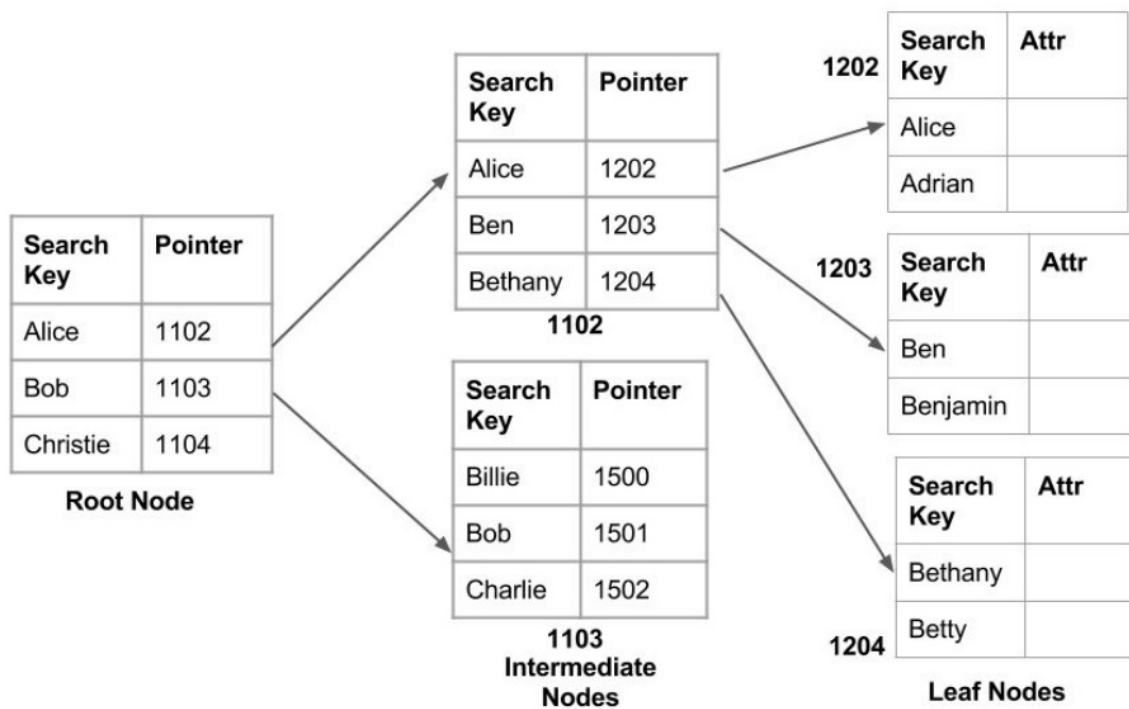 Search Key Pointer
Alice 1102
Bob 1103
Christie 1104
Root Node
Search Key Pointer
Alice 1202
Ben 1203
Bethany 1204
1102
Search Key Pointer
Billie 1500
Bob 1501
Charlie 1502
1103
Intermediate
Nodes
1202
Search Key Attr
Alice
Adrian
1203
Search Key Attr
Ben
Benjamin
Search Key Attr
Bethany
Betty
1204
Leaf Nodes